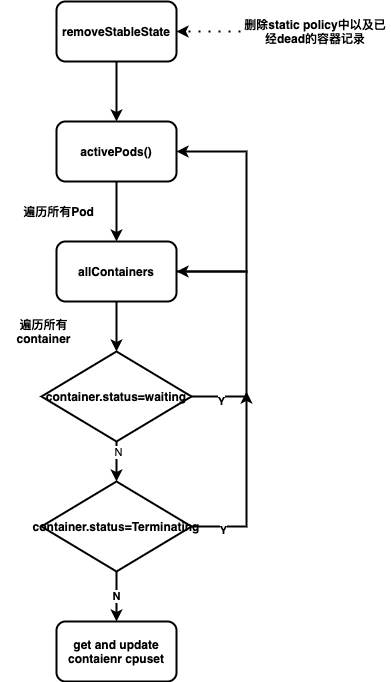 removeStableState
删除static policy中以及已
经dead的容器记录
activePods()
遍历所有Pod
allContainers
遍历所有
container
container.status=waiting
Y
N
container.status=Terminating
Y
N
get and update
contaienr cpuset